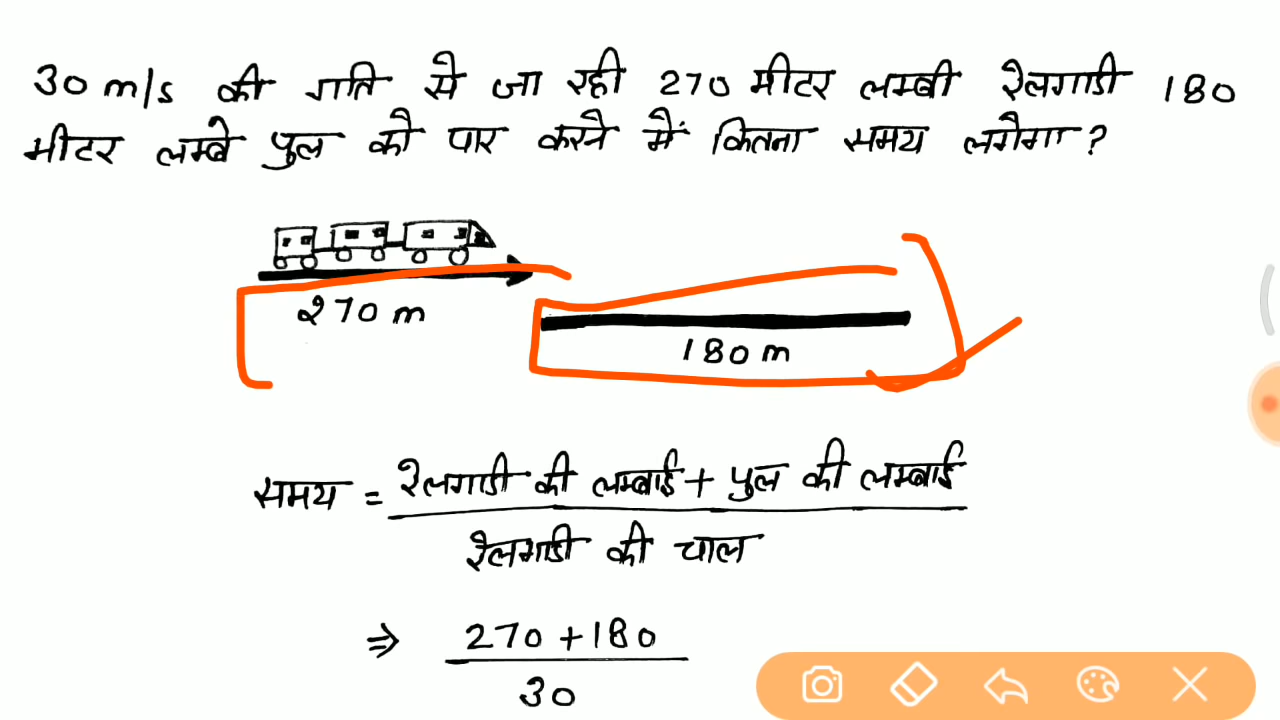 30 m/s की गति से जा रही 270 मीटर लम्बी रेलगाडी 180
मीटर लम्बे पुल को पार करने में कितना समय लगेगा?
270 m
180 m
समय = रेलगाडी की लम्बाई + पुल की लम्बाई
रेलगाडी की चाल
⇒ 270 + 180
30